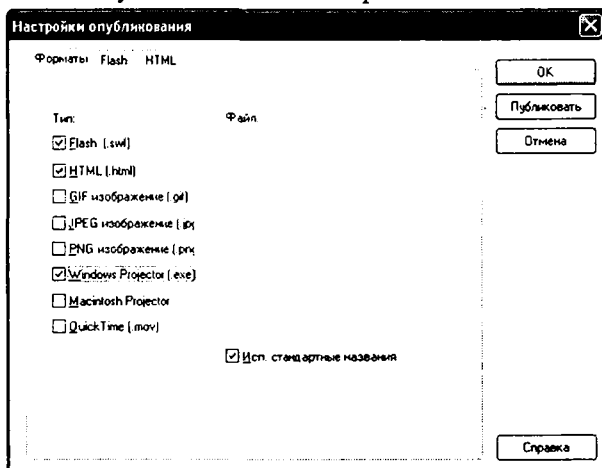 Настройки опубликования
Форматы Flash HTML
OK
Публиковать
Отмена
Тип:
Файл:
Flash (.swf)
HTML (.html)
GIF изображение (.gif)
JPEG изображение (.jpg
PNG изображение (.png
Windows Projector (.exe)
Macintosh Projector
QuickTime (.mov)
Исп. стандартные названия
Справка